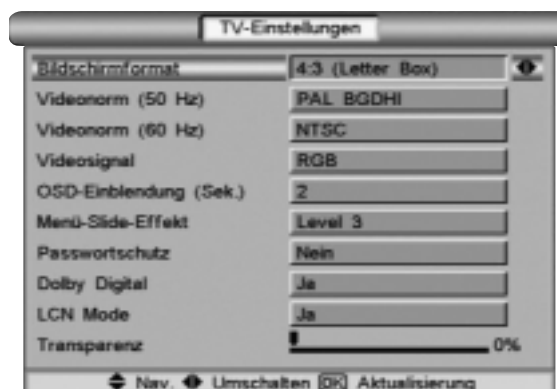 TV-Einstellungen
Bildschirmformat 4:3 (Letter Box)
Videonorm (50 Hz) PAL BGDHI
Videonorm (60 Hz) NTSC
Videosignal RGB
OSD-Einblendung (Sek.) 2
Menü-Slide-Effekt Level 3
Passwortschutz Nein
Dolby Digital Ja
LCN Mode Ja
Transparenz 0%
Nav. Umschalten OK Aktualisierung